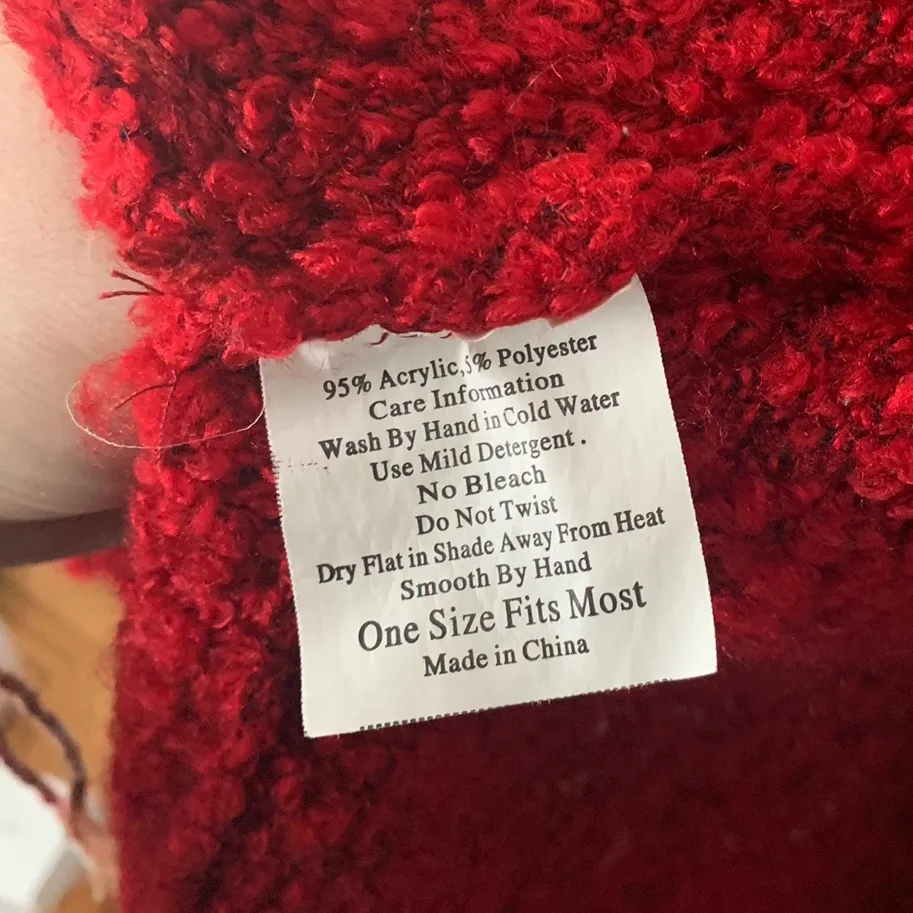 95% Acrylic,5% Polyester
Care Information
Wash By Hand in Cold Water
Use Mild Detergent .
No Bleach
Do Not Twist
Dry Flat in Shade Away From Heat
Smooth By Hand
One Size Fits Most
Made in China